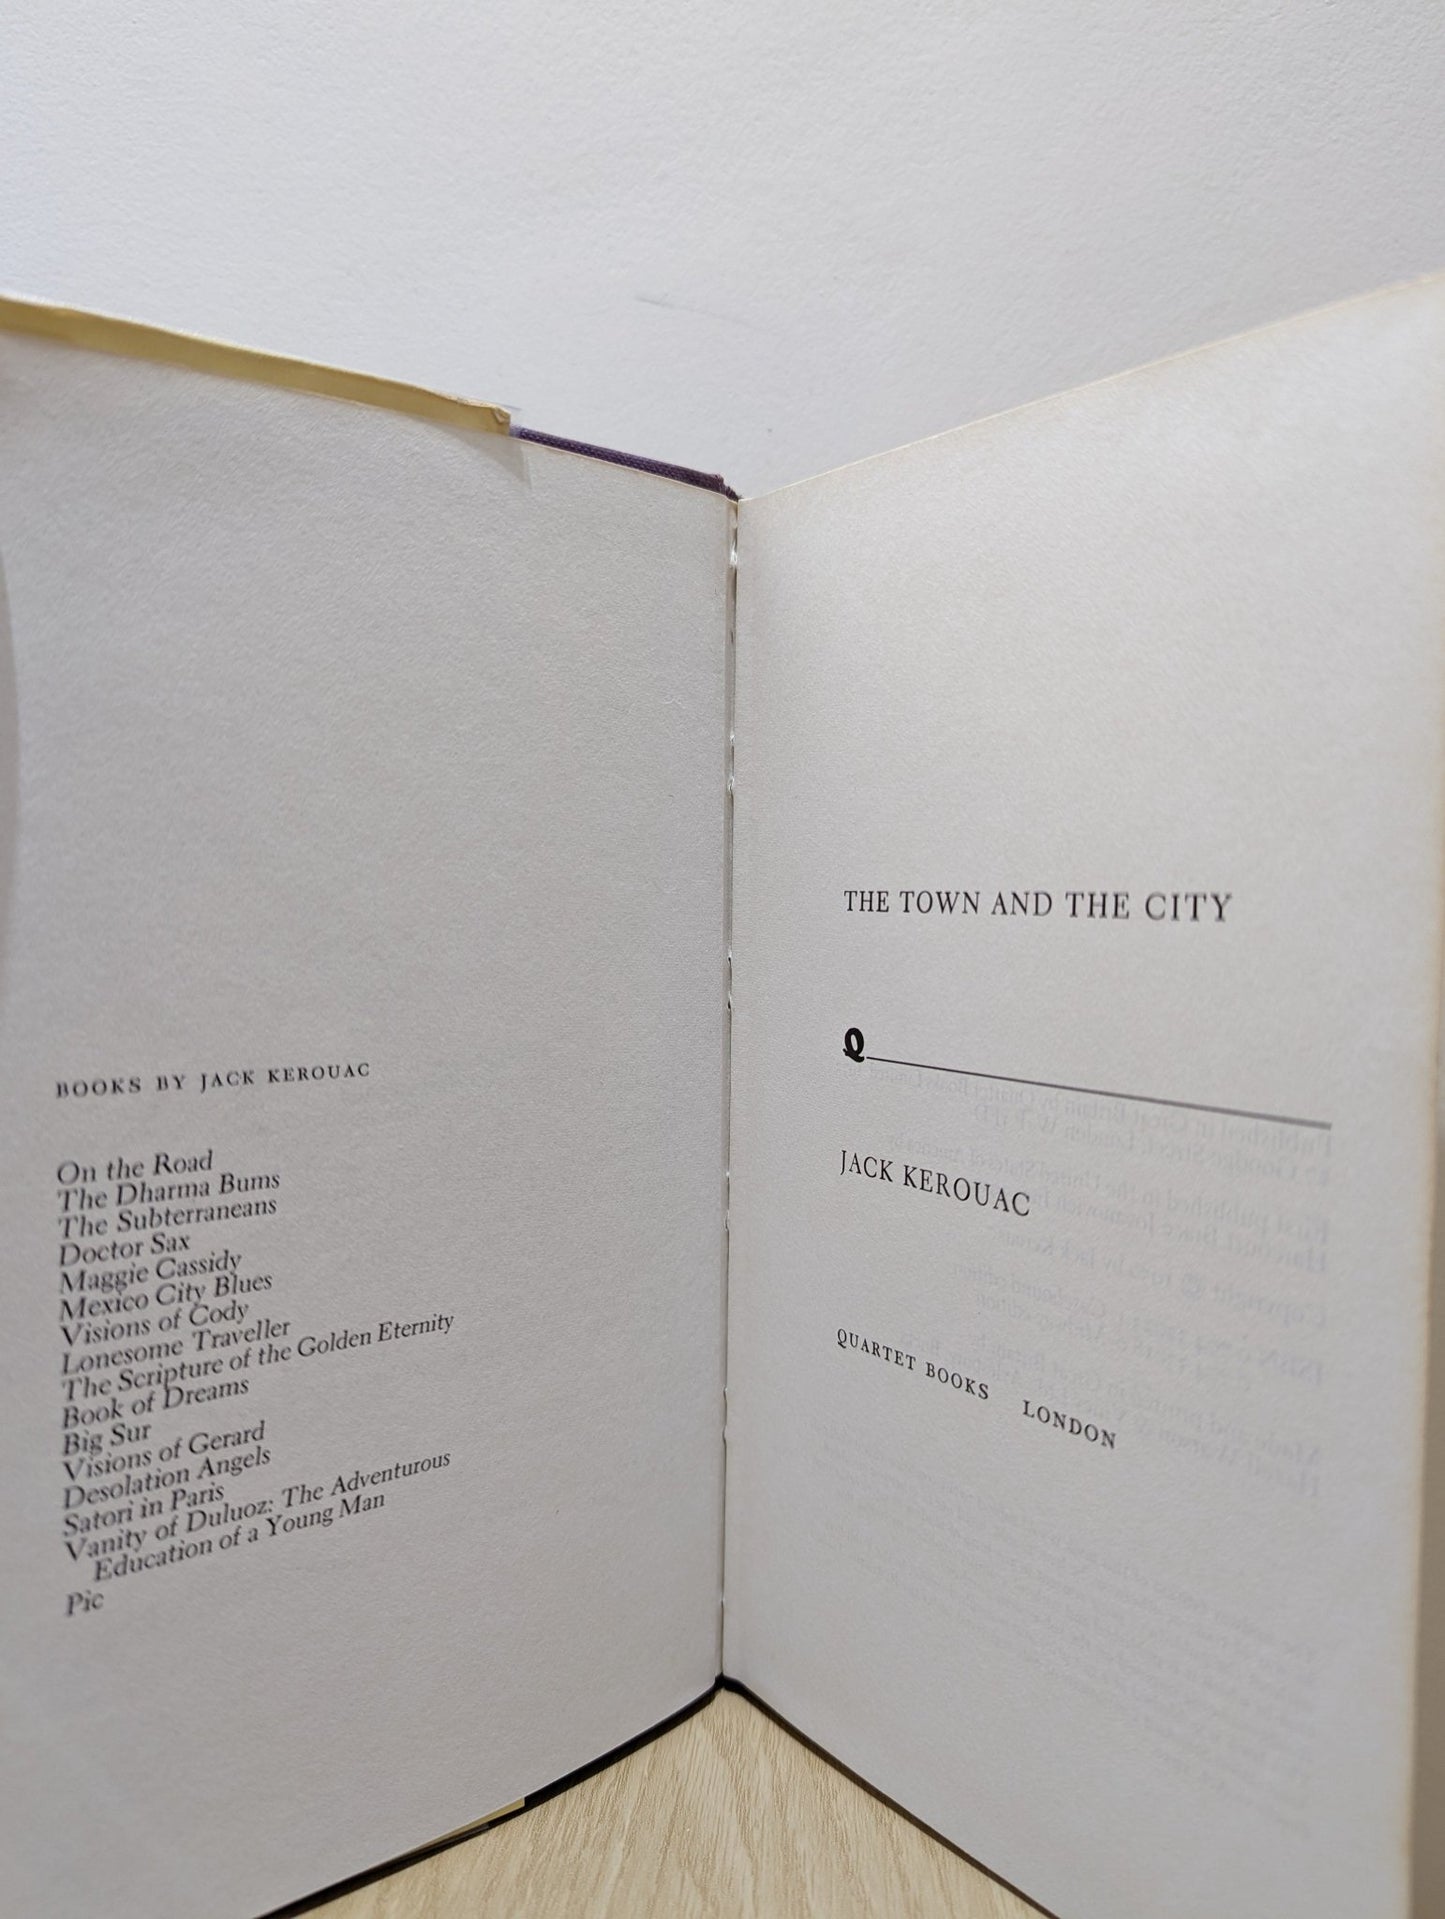 BOOKS BY JACK KEROUAC
On the Road
The Dharma Bums
The Subterraneans
Doctor Sax
Maggie Cassidy
Mexico City Blues
Visions of Cody
Lonesome Traveller
The Scripture of the Golden Eternity
Book of Dreams
Big Sur
Visions of Gerard
Desolation Angels
Satori in Paris
Vanity of Duluoz: The Adventurous
Education of a Young Man
Pic
THE TOWN AND THE CITY
Q
JACK KEROUAC
QUARTET BOOKS LONDON